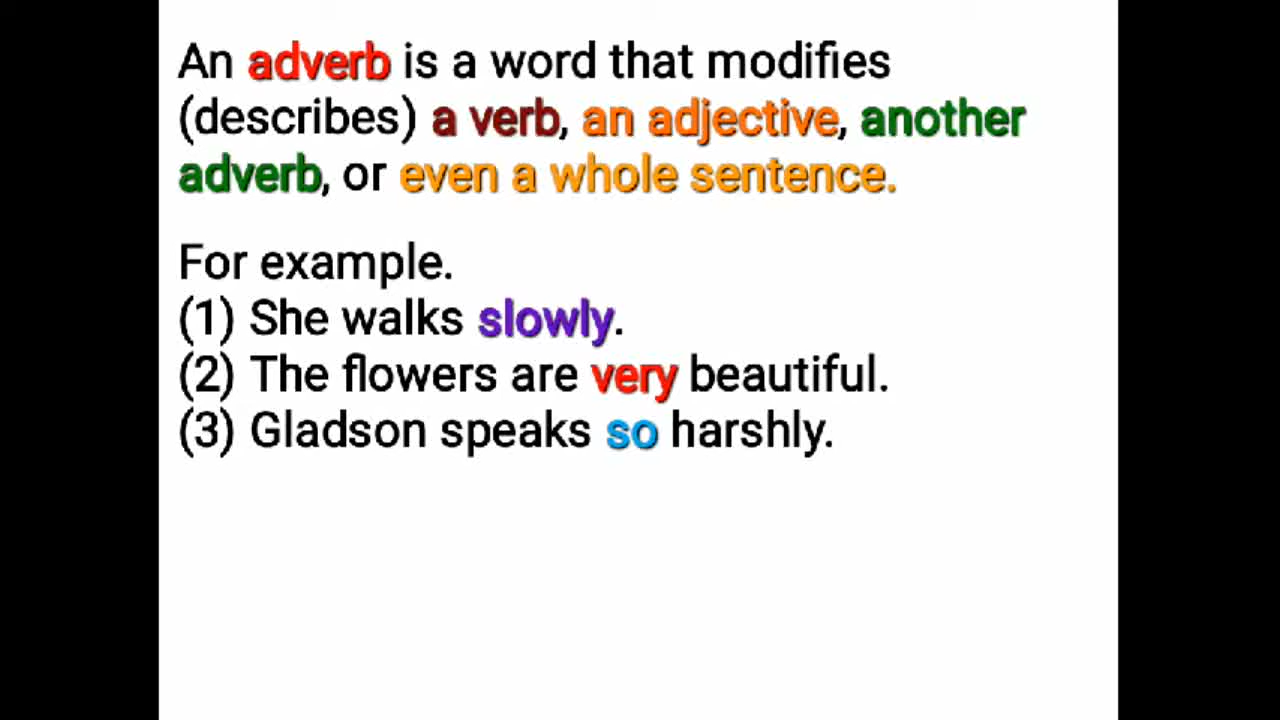 An adverb is a word that modifies
(describes) a verb, an adjective, another
adverb, or even a whole sentence.
For example.
(1) She walks slowly.
(2) The flowers are very beautiful.
(3) Gladson speaks so harshly.